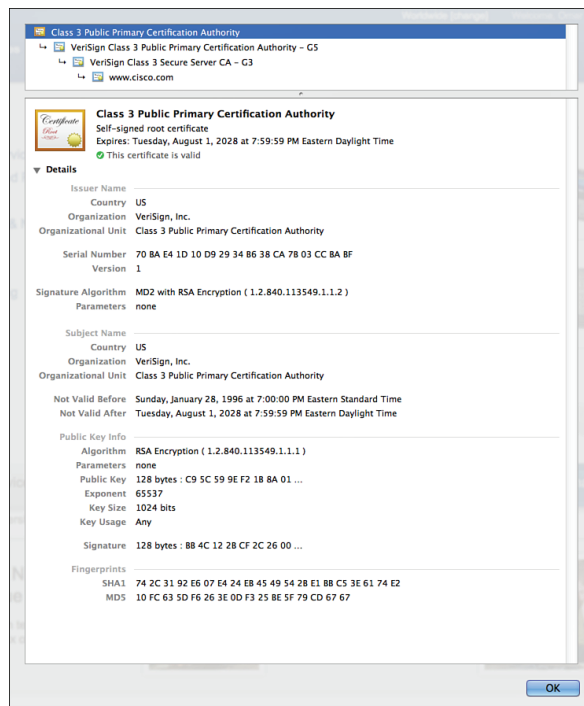 Class 3 Public Primary Certification Authority
VeriSign Class 3 Public Primary Certification Authority - G5
VeriSign Class 3 Secure Server CA - G3
www.cisco.com
Certificate
Root
Class 3 Public Primary Certification Authority
Self-signed root certificate
Expires: Tuesday, August 1, 2028 at 7:59:59 PM Eastern Daylight Time
This certificate is valid
Details
Issuer Name
Country US
Organization VeriSign, Inc.
Organizational Unit Class 3 Public Primary Certification Authority
Serial Number 70 BA E4 1D 10 D9 29 34 B6 38 CA 7B 03 CC BA BF
Version 1
Signature Algorithm MD2 with RSA Encryption ( 1.2.840.113549.1.1.2 )
Parameters none
Subject Name
Country US
Organization VeriSign, Inc.
Organizational Unit Class 3 Public Primary Certification Authority
Not Valid Before Sunday, January 28, 1996 at 7:00:00 PM Eastern Standard Time
Not Valid After Tuesday, August 1, 2028 at 7:59:59 PM Eastern Daylight Time
Public Key Info
Algorithm RSA Encryption ( 1.2.840.113549.1.1.1 )
Parameters none
Public Key 128 bytes : C9 5C 59 9E F2 1B 8A 01 ...
Exponent 65537
Key Size 1024 bits
Key Usage Any
Signature 128 bytes : BB 4C 12 2B CF 2C 26 00 ...
Fingerprints
SHA1 74 2C 31 92 E6 07 E4 24 EB 45 49 54 2B E1 BB C5 3E 61 74 E2
MD5 10 FC 63 5D F6 26 3E 0D F3 25 BE 5F 79 CD 67 67
OK